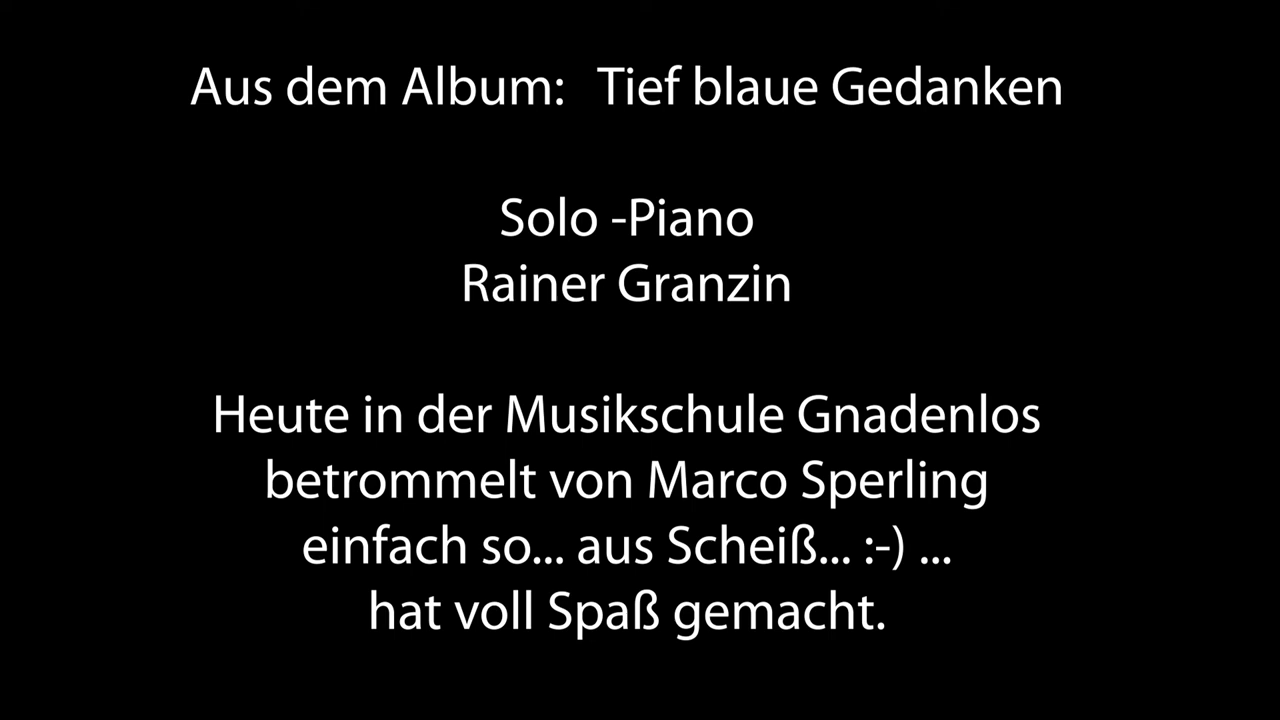 Aus dem Album: Tief blaue Gedanken
Solo -Piano
Rainer Granzin
Heute in der Musikschule Gnadenlos
betrommelt von Marco Sperling
einfach so... aus Scheiß... :-) ...
hat voll Spaß gemacht.